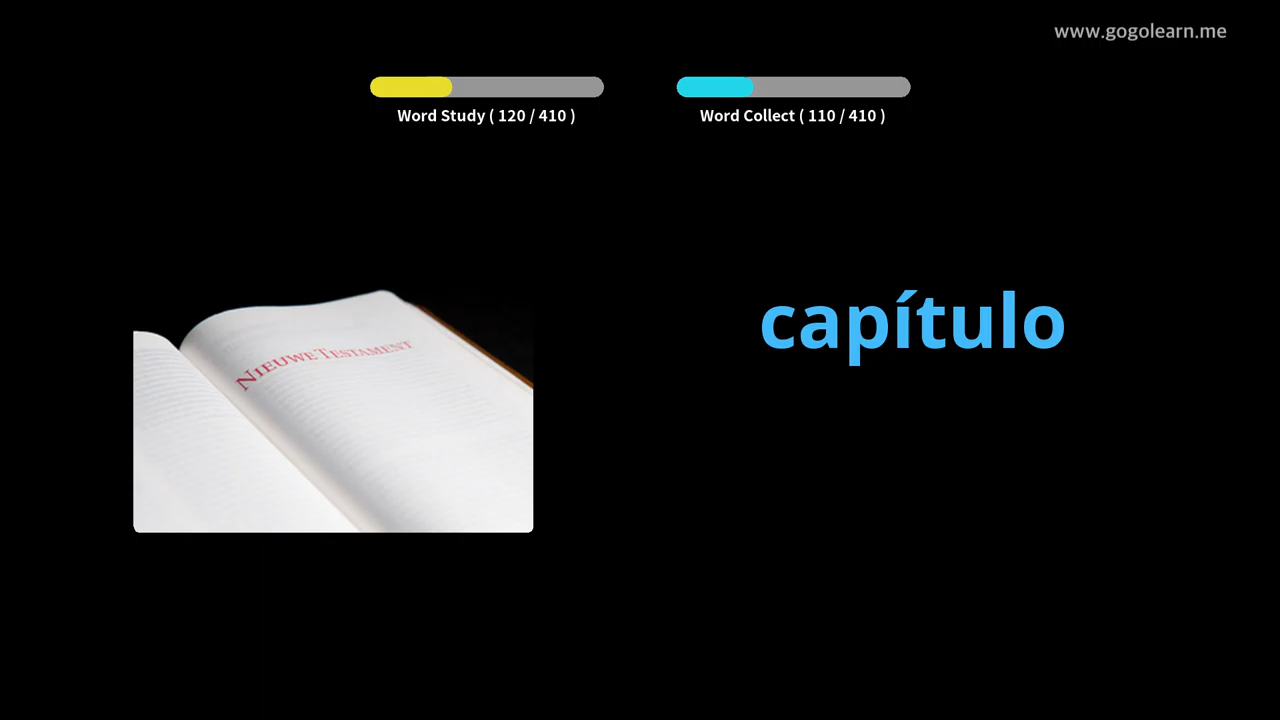 www.gogolearn.me
Word Study ( 120 / 410 )
Word Collect ( 110 / 410 )
capítulo
NIEUWE TESTAMENT